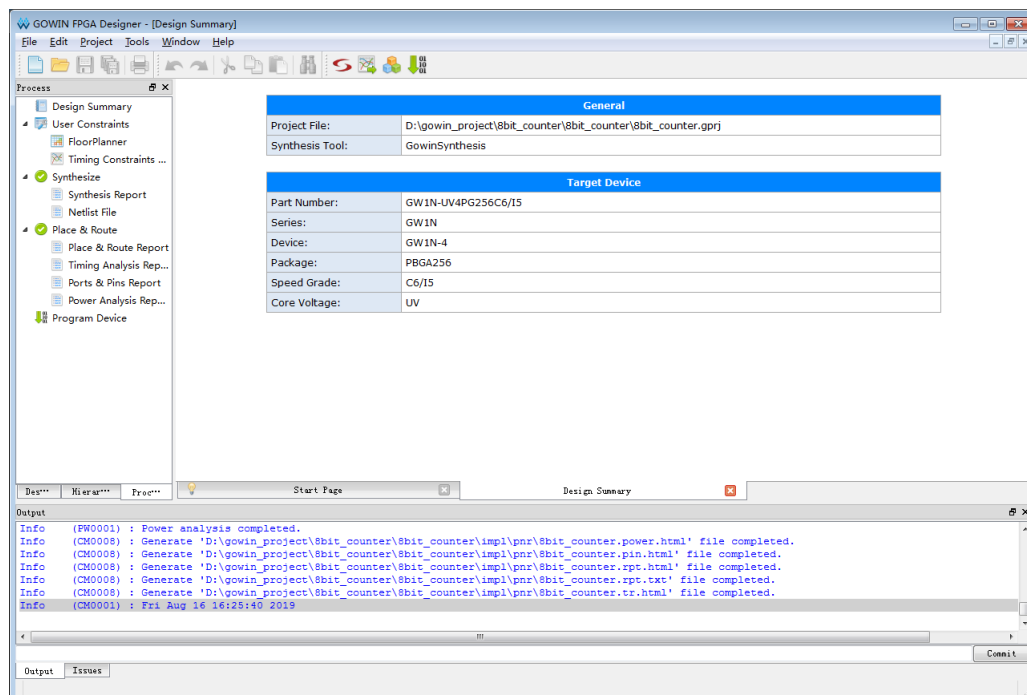 GOWIN FPGA Designer - [Design Summary]
File Edit Project Tools Window Help
Process
Design Summary
User Constraints
FloorPlanner
Timing Constraints ...
Synthesize
Synthesis Report
Netlist File
Place & Route
Place & Route Report
Timing Analysis Rep...
Ports & Pins Report
Power Analysis Rep...
Program Device
Des··· Hierar··· Proc···
General
Project File: D:\gowin_project\8bit_counter\8bit_counter\8bit_counter.gprj
Synthesis Tool: GowinSynthesis
Target Device
Part Number: GW1N-UV4PG256C6/I5
Series: GW1N
Device: GW1N-4
Package: PBGA256
Speed Grade: C6/I5
Core Voltage: UV
Start Page Design Summary
Output
Info (PW0001) : Power analysis completed.
Info (CM0008) : Generate 'D:\gowin_project\8bit_counter\8bit_counter\impl\pnr\8bit_counter.power.html' file completed.
Info (CM0008) : Generate 'D:\gowin_project\8bit_counter\8bit_counter\impl\pnr\8bit_counter.pin.html' file completed.
Info (CM0008) : Generate 'D:\gowin_project\8bit_counter\8bit_counter\impl\pnr\8bit_counter.rpt.html' file completed.
Info (CM0008) : Generate 'D:\gowin_project\8bit_counter\8bit_counter\impl\pnr\8bit_counter.rpt.txt' file completed.
Info (CM0008) : Generate 'D:\gowin_project\8bit_counter\8bit_counter\impl\pnr\8bit_counter.tr.html' file completed.
Info (CM0001) : Fri Aug 16 16:25:40 2019
Commit
Output Issues